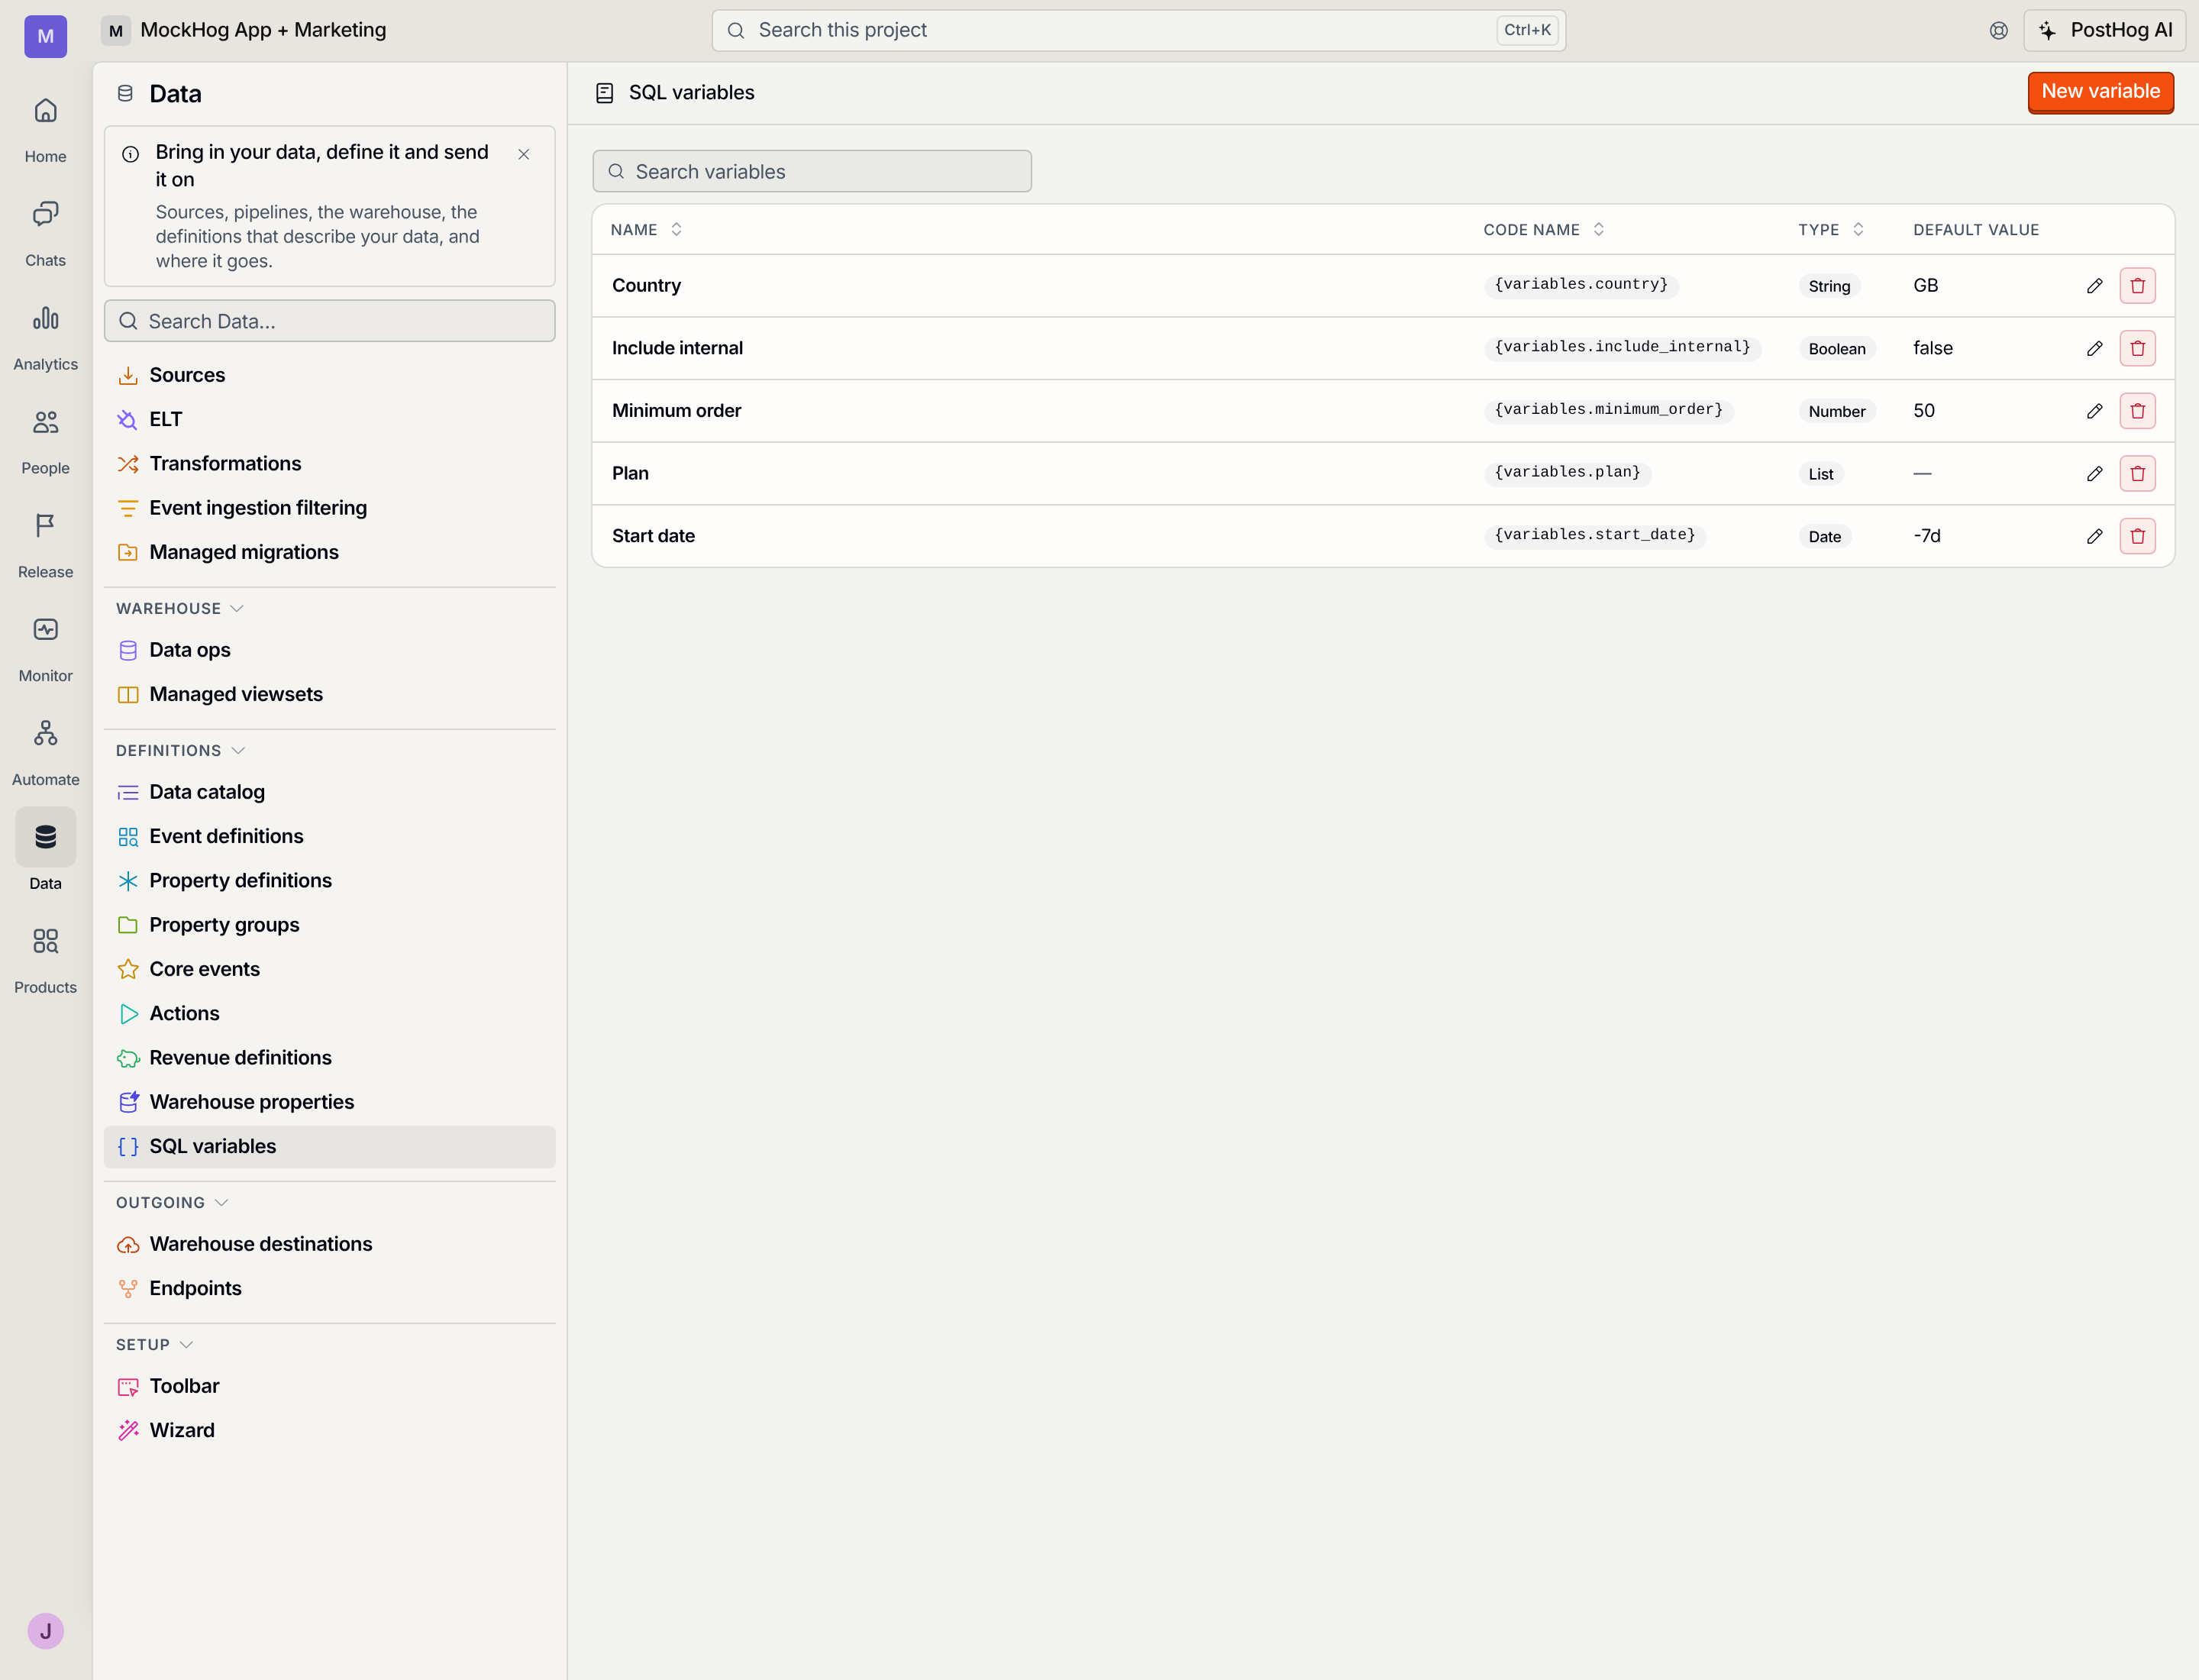 M
M MockHog App + Marketing
Search this project
Ctrl+K
PostHog AI
Home
Chats
Analytics
People
Release
Monitor
Automate
Data
Products
J
Data
Bring in your data, define it and send
it on
Sources, pipelines, the warehouse, the
definitions that describe your data, and
where it goes.
Search Data...
Sources
ELT
Transformations
Event ingestion filtering
Managed migrations
WAREHOUSE
Data ops
Managed viewsets
DEFINITIONS
Data catalog
Event definitions
Property definitions
Property groups
Core events
Actions
Revenue definitions
Warehouse properties
SQL variables
OUTGOING
Warehouse destinations
Endpoints
SETUP
Toolbar
Wizard
SQL variables
New variable
Search variables
NAME CODE NAME TYPE DEFAULT VALUE
Country {variables.country} String GB
Include internal {variables.include_internal} Boolean false
Minimum order {variables.minimum_order} Number 50
Plan {variables.plan} List —
Start date {variables.start_date} Date -7d